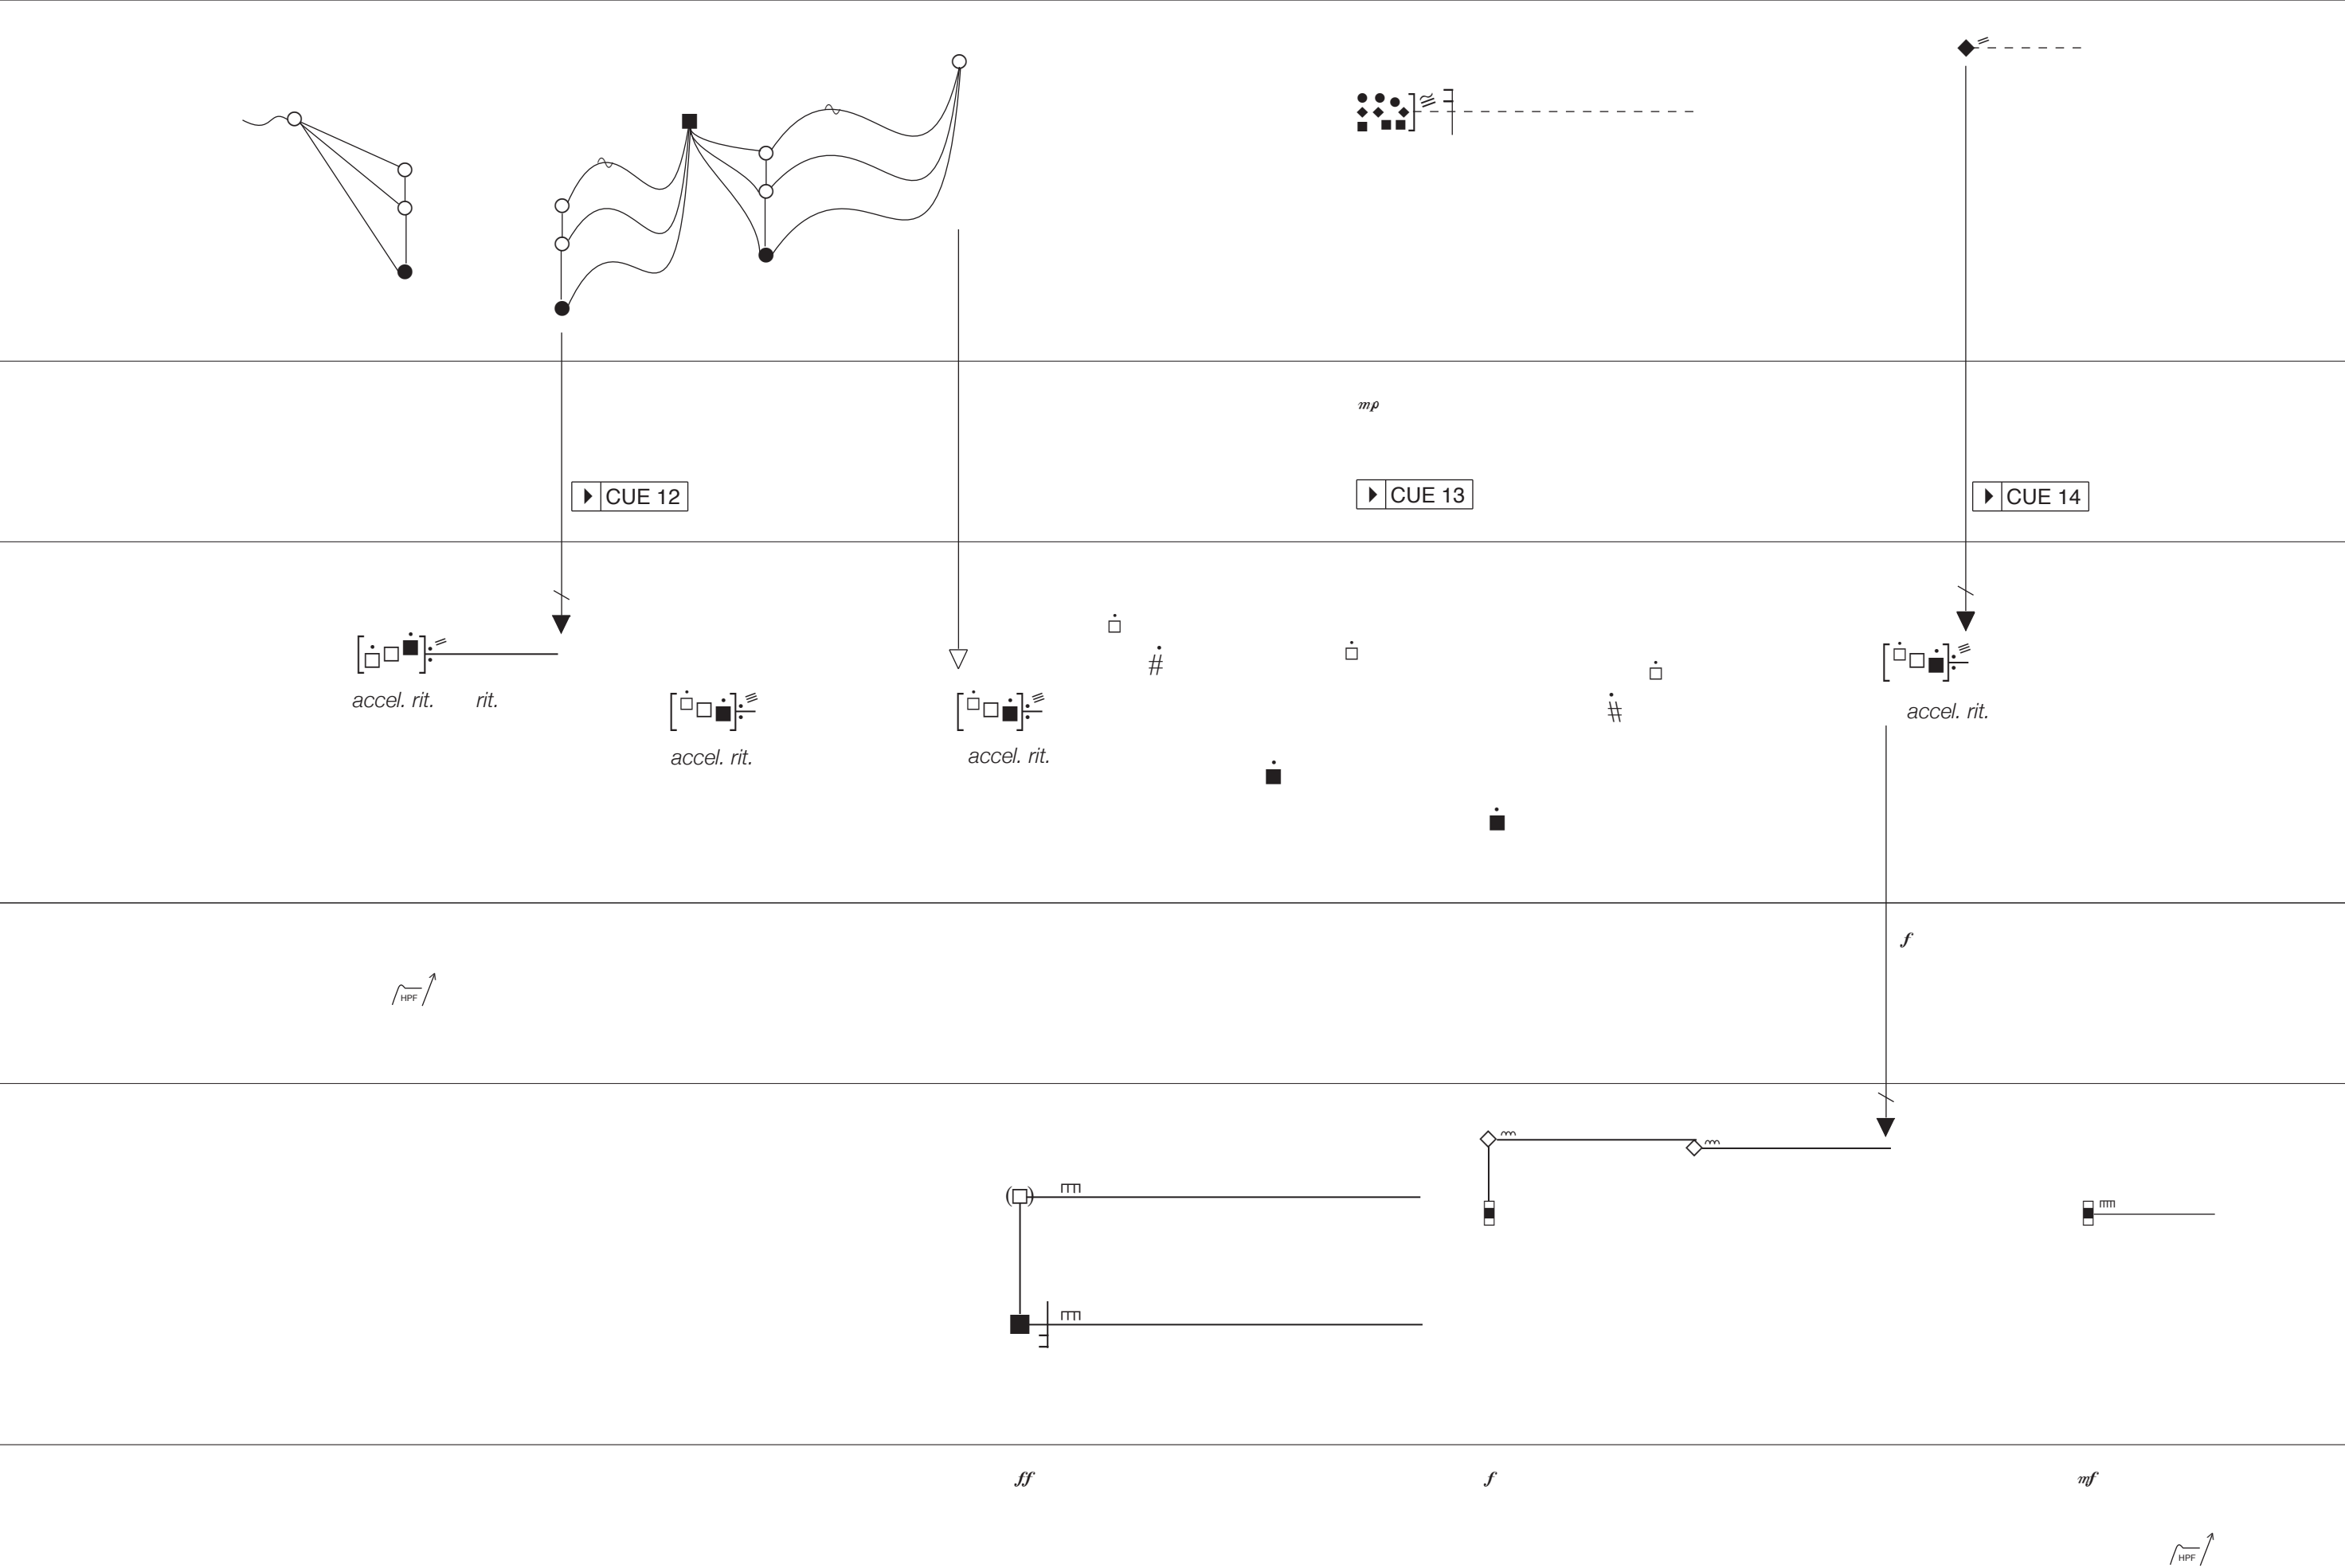 mp
CUE 12
CUE 13
CUE 14
accel. rit. rit.
accel. rit.
accel. rit.
accel. rit.
f
HPF
ff
f
mf
HPF